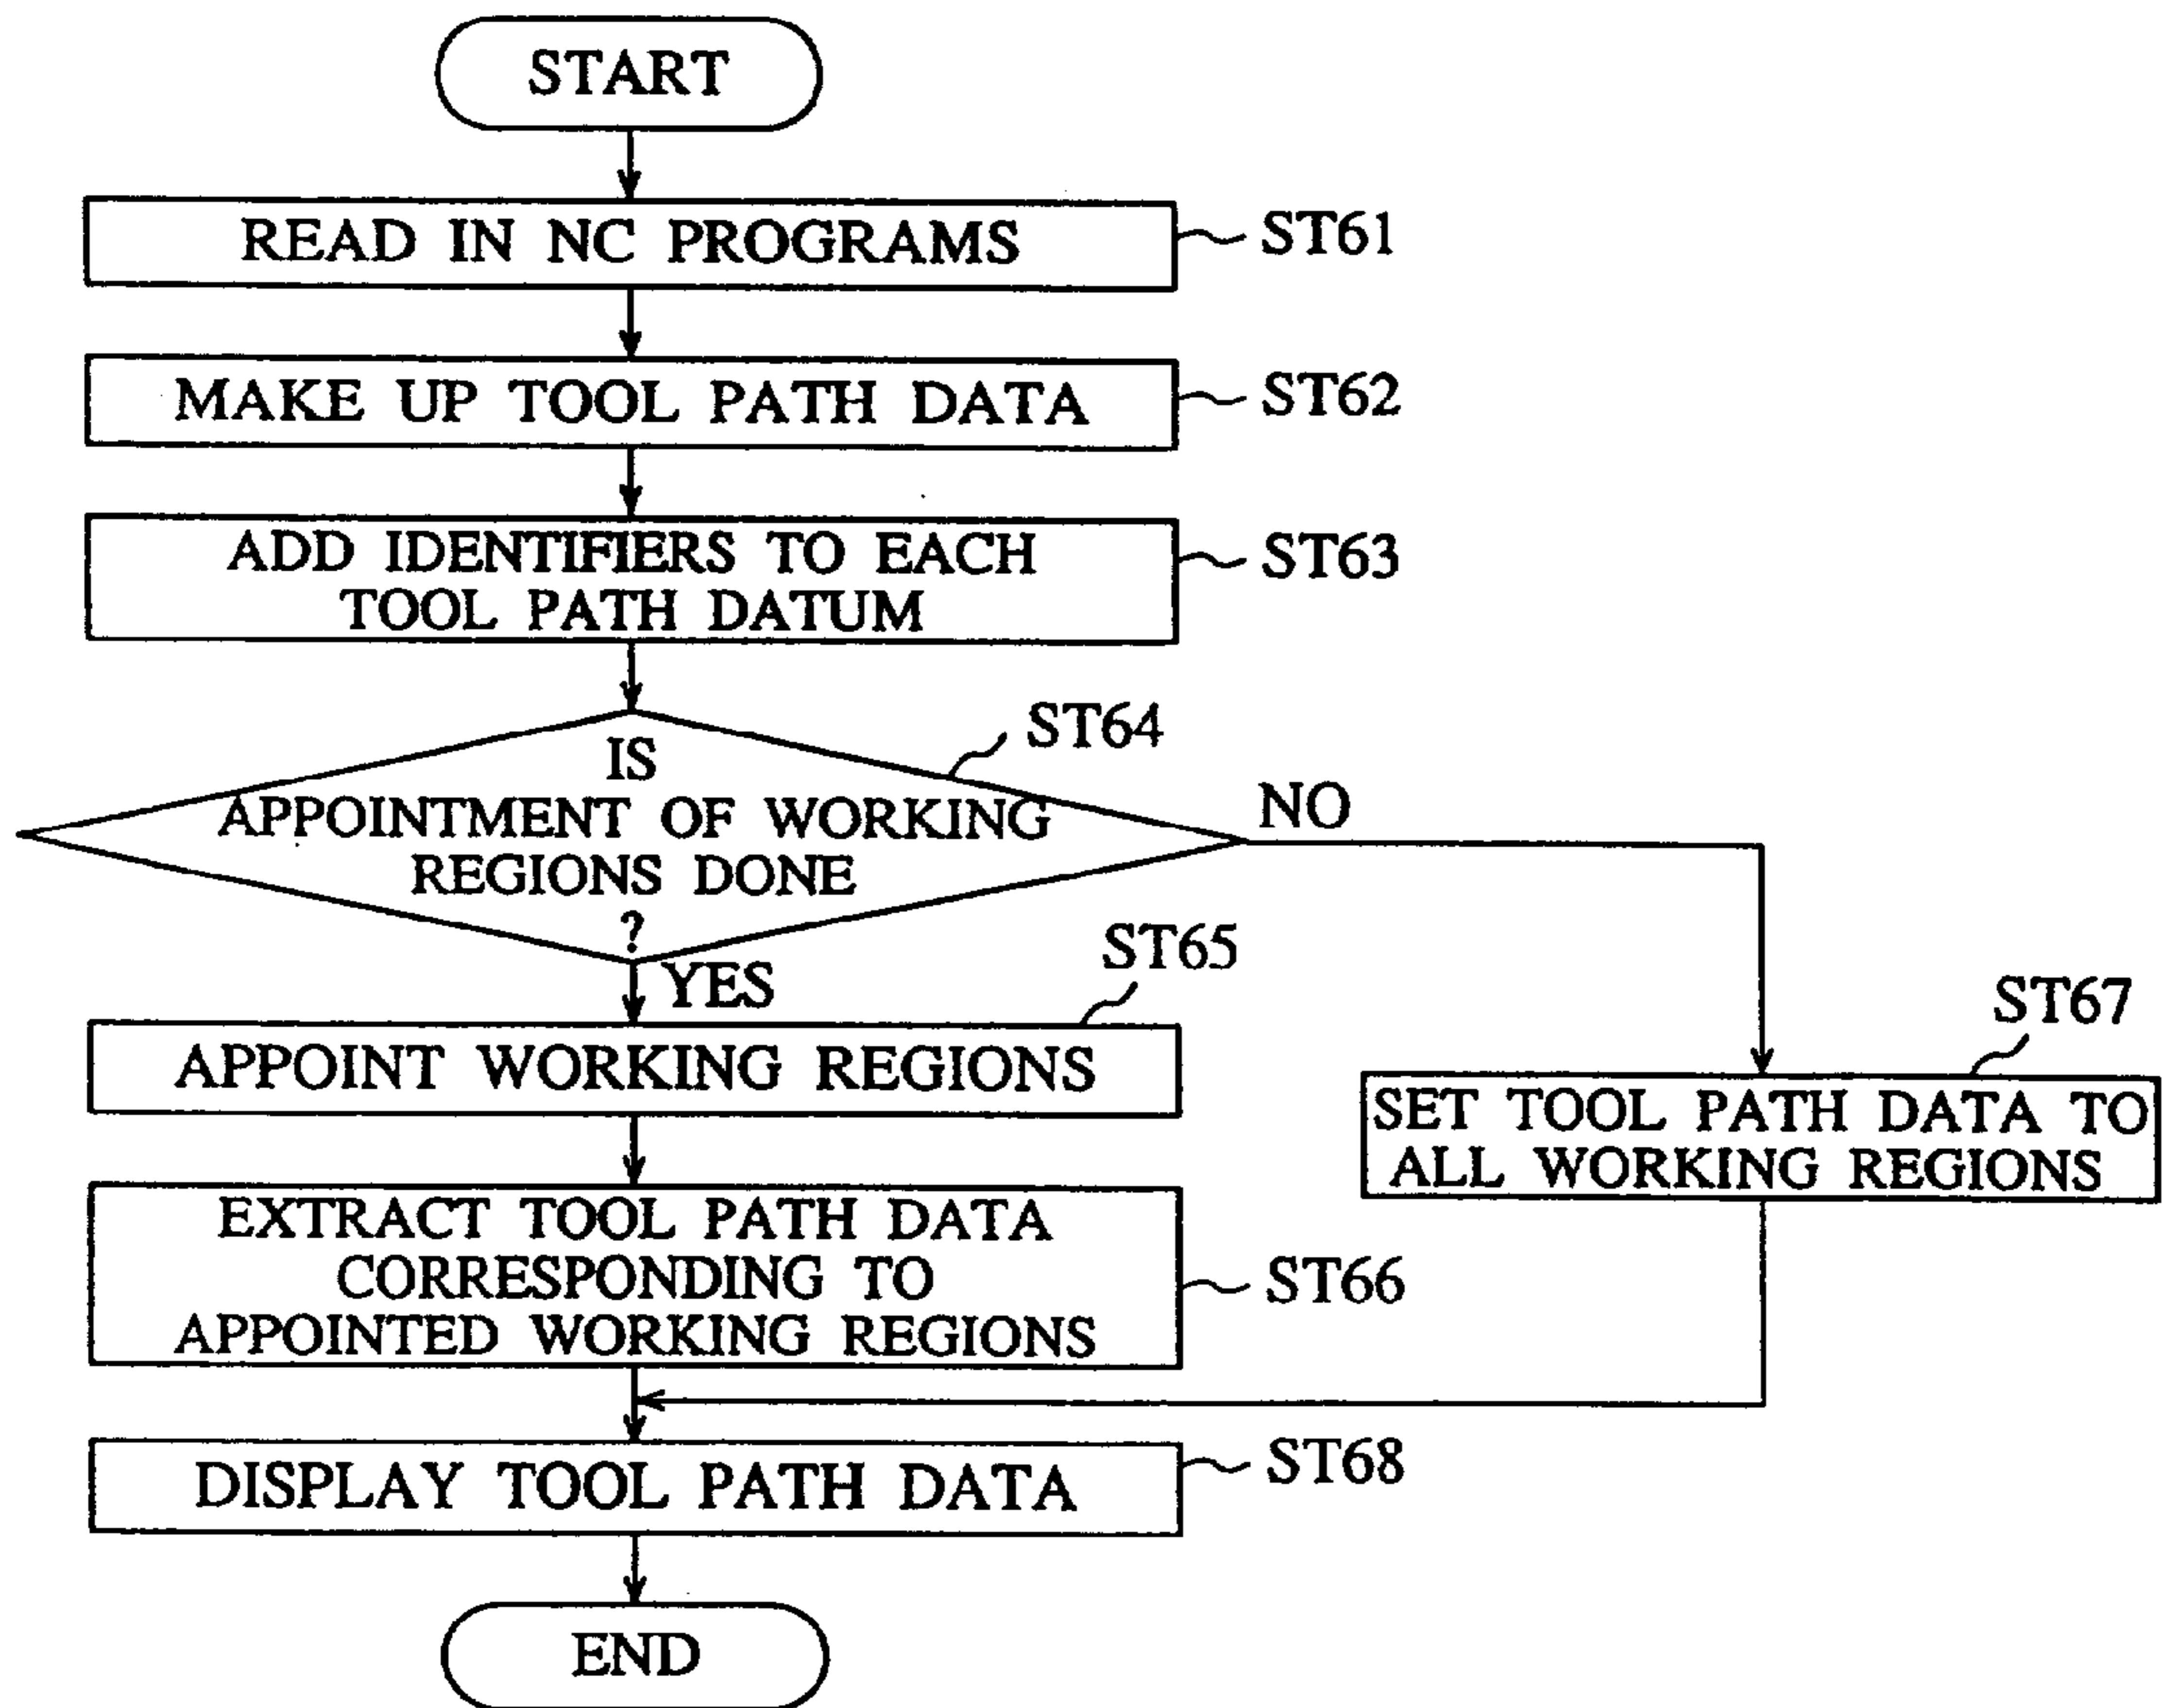 START
READ IN NC PROGRAMS
ST61
MAKE UP TOOL PATH DATA
ST62
ADD IDENTIFIERS TO EACH
TOOL PATH DATUM
ST63
ST64
IS
APPOINTMENT OF WORKING
REGIONS DONE
?
NO
YES
ST65
APPOINT WORKING REGIONS
ST67
SET TOOL PATH DATA TO
ALL WORKING REGIONS
EXTRACT TOOL PATH DATA
CORRESPONDING TO
APPOINTED WORKING REGIONS
ST66
DISPLAY TOOL PATH DATA
ST68
END